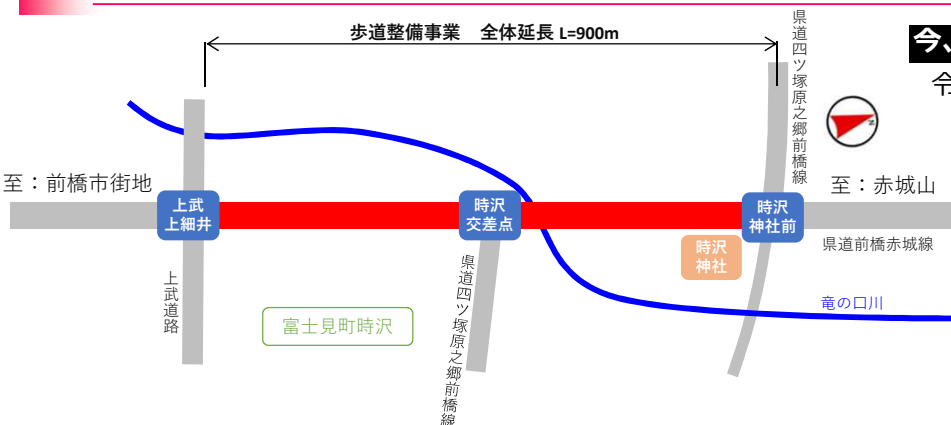 歩道整備事業　全体延長 L=900m
県道四ツ塚原之郷前橋線
今、
令
N
至：前橋市街地
至：赤城山
上武
上細井
時沢
交差点
時沢
神社前
時沢
神社
県道前橋赤城線
上武道路
県道四ツ塚原之郷前橋線
富士見町時沢
竜の口川